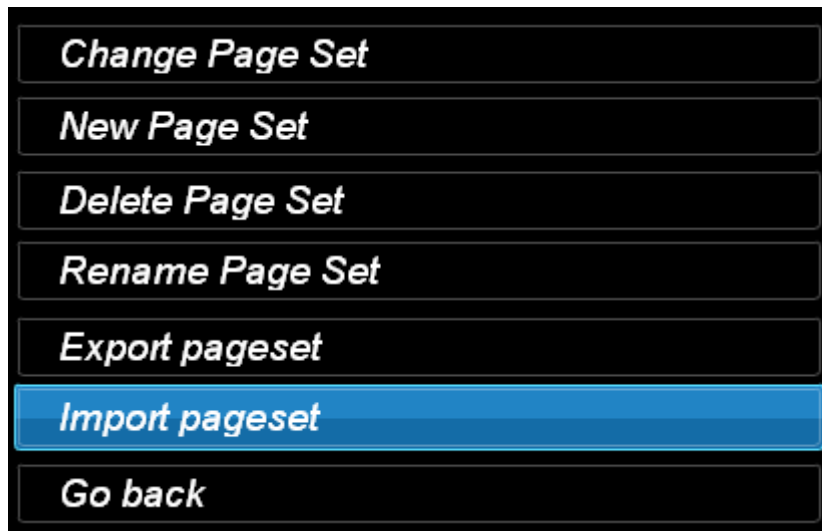 Change Page Set
New Page Set
Delete Page Set
Rename Page Set
Export pageset
Import pageset
Go back